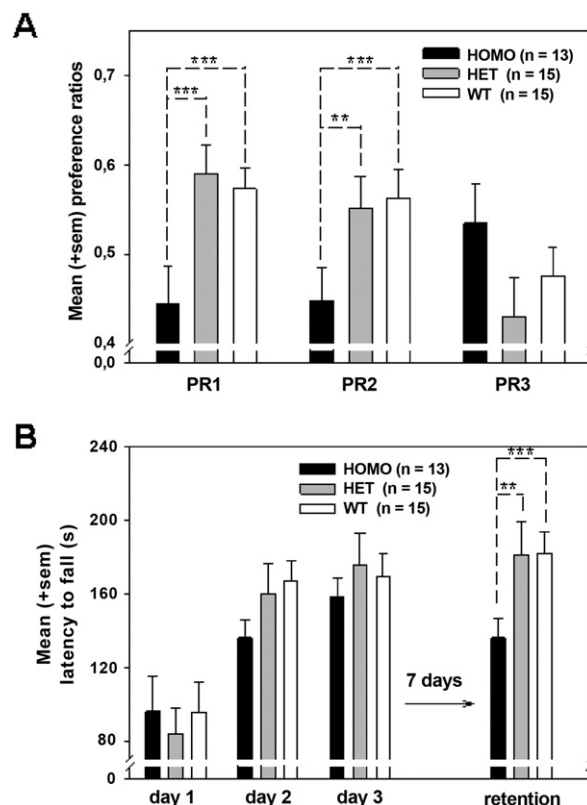 A
HOMO (n = 13)
HET (n = 15)
WT (n = 15)
Mean (+sem) preference ratios
0,7
0,6
0,5
0,4
0,0
***
***
***
**
PR1 PR2 PR3
B
HOMO (n = 13)
HET (n = 15)
WT (n = 15)
Mean (+sem)
latency to fall (s)
240
200
160
120
80
0
***
**
7 days
day 1 day 2 day 3 retention